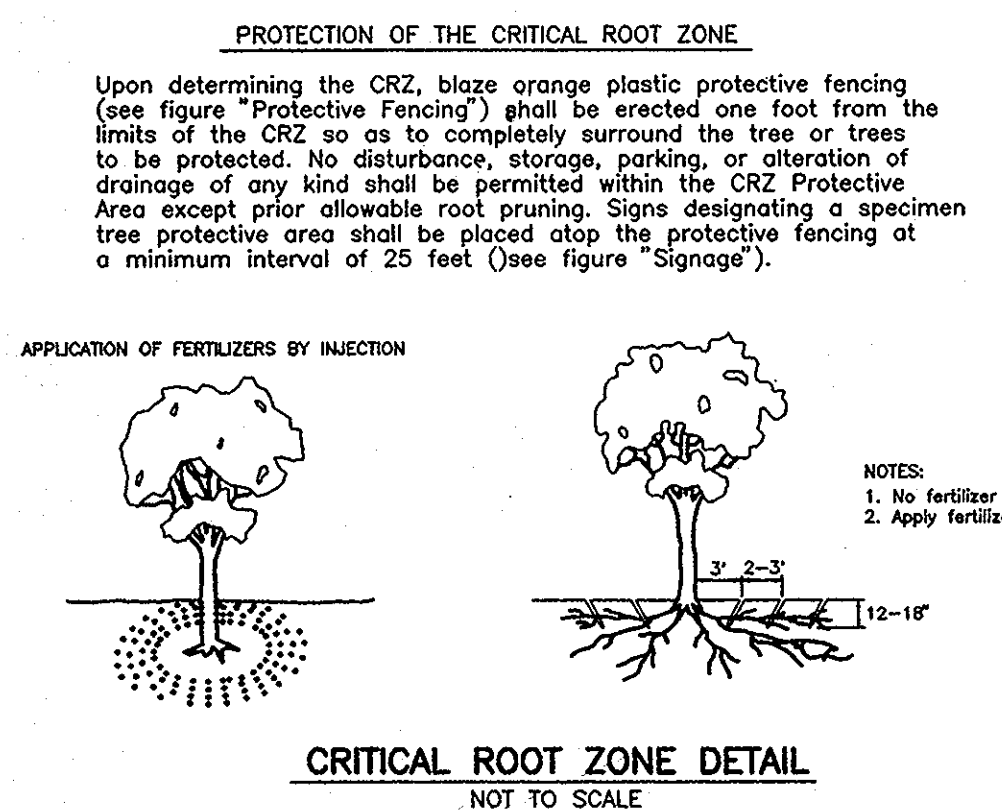 PROTECTION OF THE CRITICAL ROOT ZONE
Upon determining the CRZ, blaze orange plastic protective fencing
(see figure "Protective Fencing") shall be erected one foot from the
limits of the CRZ so as to completely surround the tree or trees
to be protected. No disturbance, storage, parking, or alteration of
drainage of any kind shall be permitted within the CRZ Protective
Area except prior allowable root pruning. Signs designating a specimen
tree protective area shall be placed atop the protective fencing at
a minimum interval of 25 feet ()see figure "Signage").
APPLICATION OF FERTILIZERS BY INJECTION
NOTES:
1. No fertilizer
2. Apply fertiliz
3' 2-3'
12-18"
CRITICAL ROOT ZONE DETAIL
NOT TO SCALE